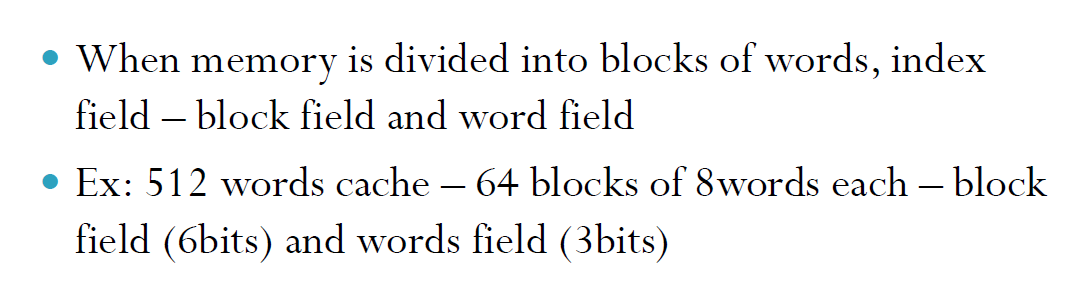 • When memory is divided into blocks of words, index
field – block field and word field
• Ex: 512 words cache – 64 blocks of 8words each – block
field (6bits) and words field (3bits)